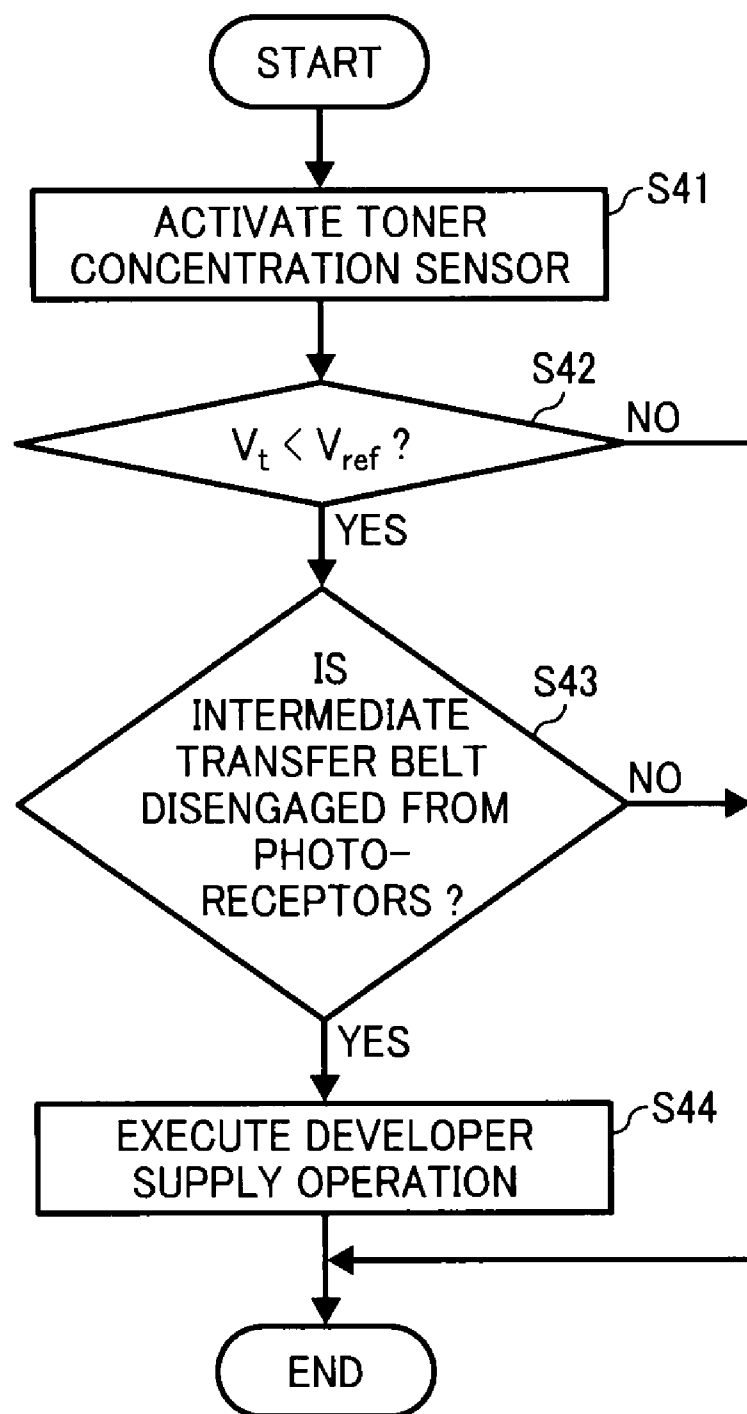 START
S41
ACTIVATE TONER
CONCENTRATION SENSOR
S42
Vt < Vref ?
NO
YES
IS
INTERMEDIATE
TRANSFER BELT
DISENGAGED FROM
PHOTO-
RECEPTORS ?
S43
NO
YES
S44
EXECUTE DEVELOPER
SUPPLY OPERATION
END